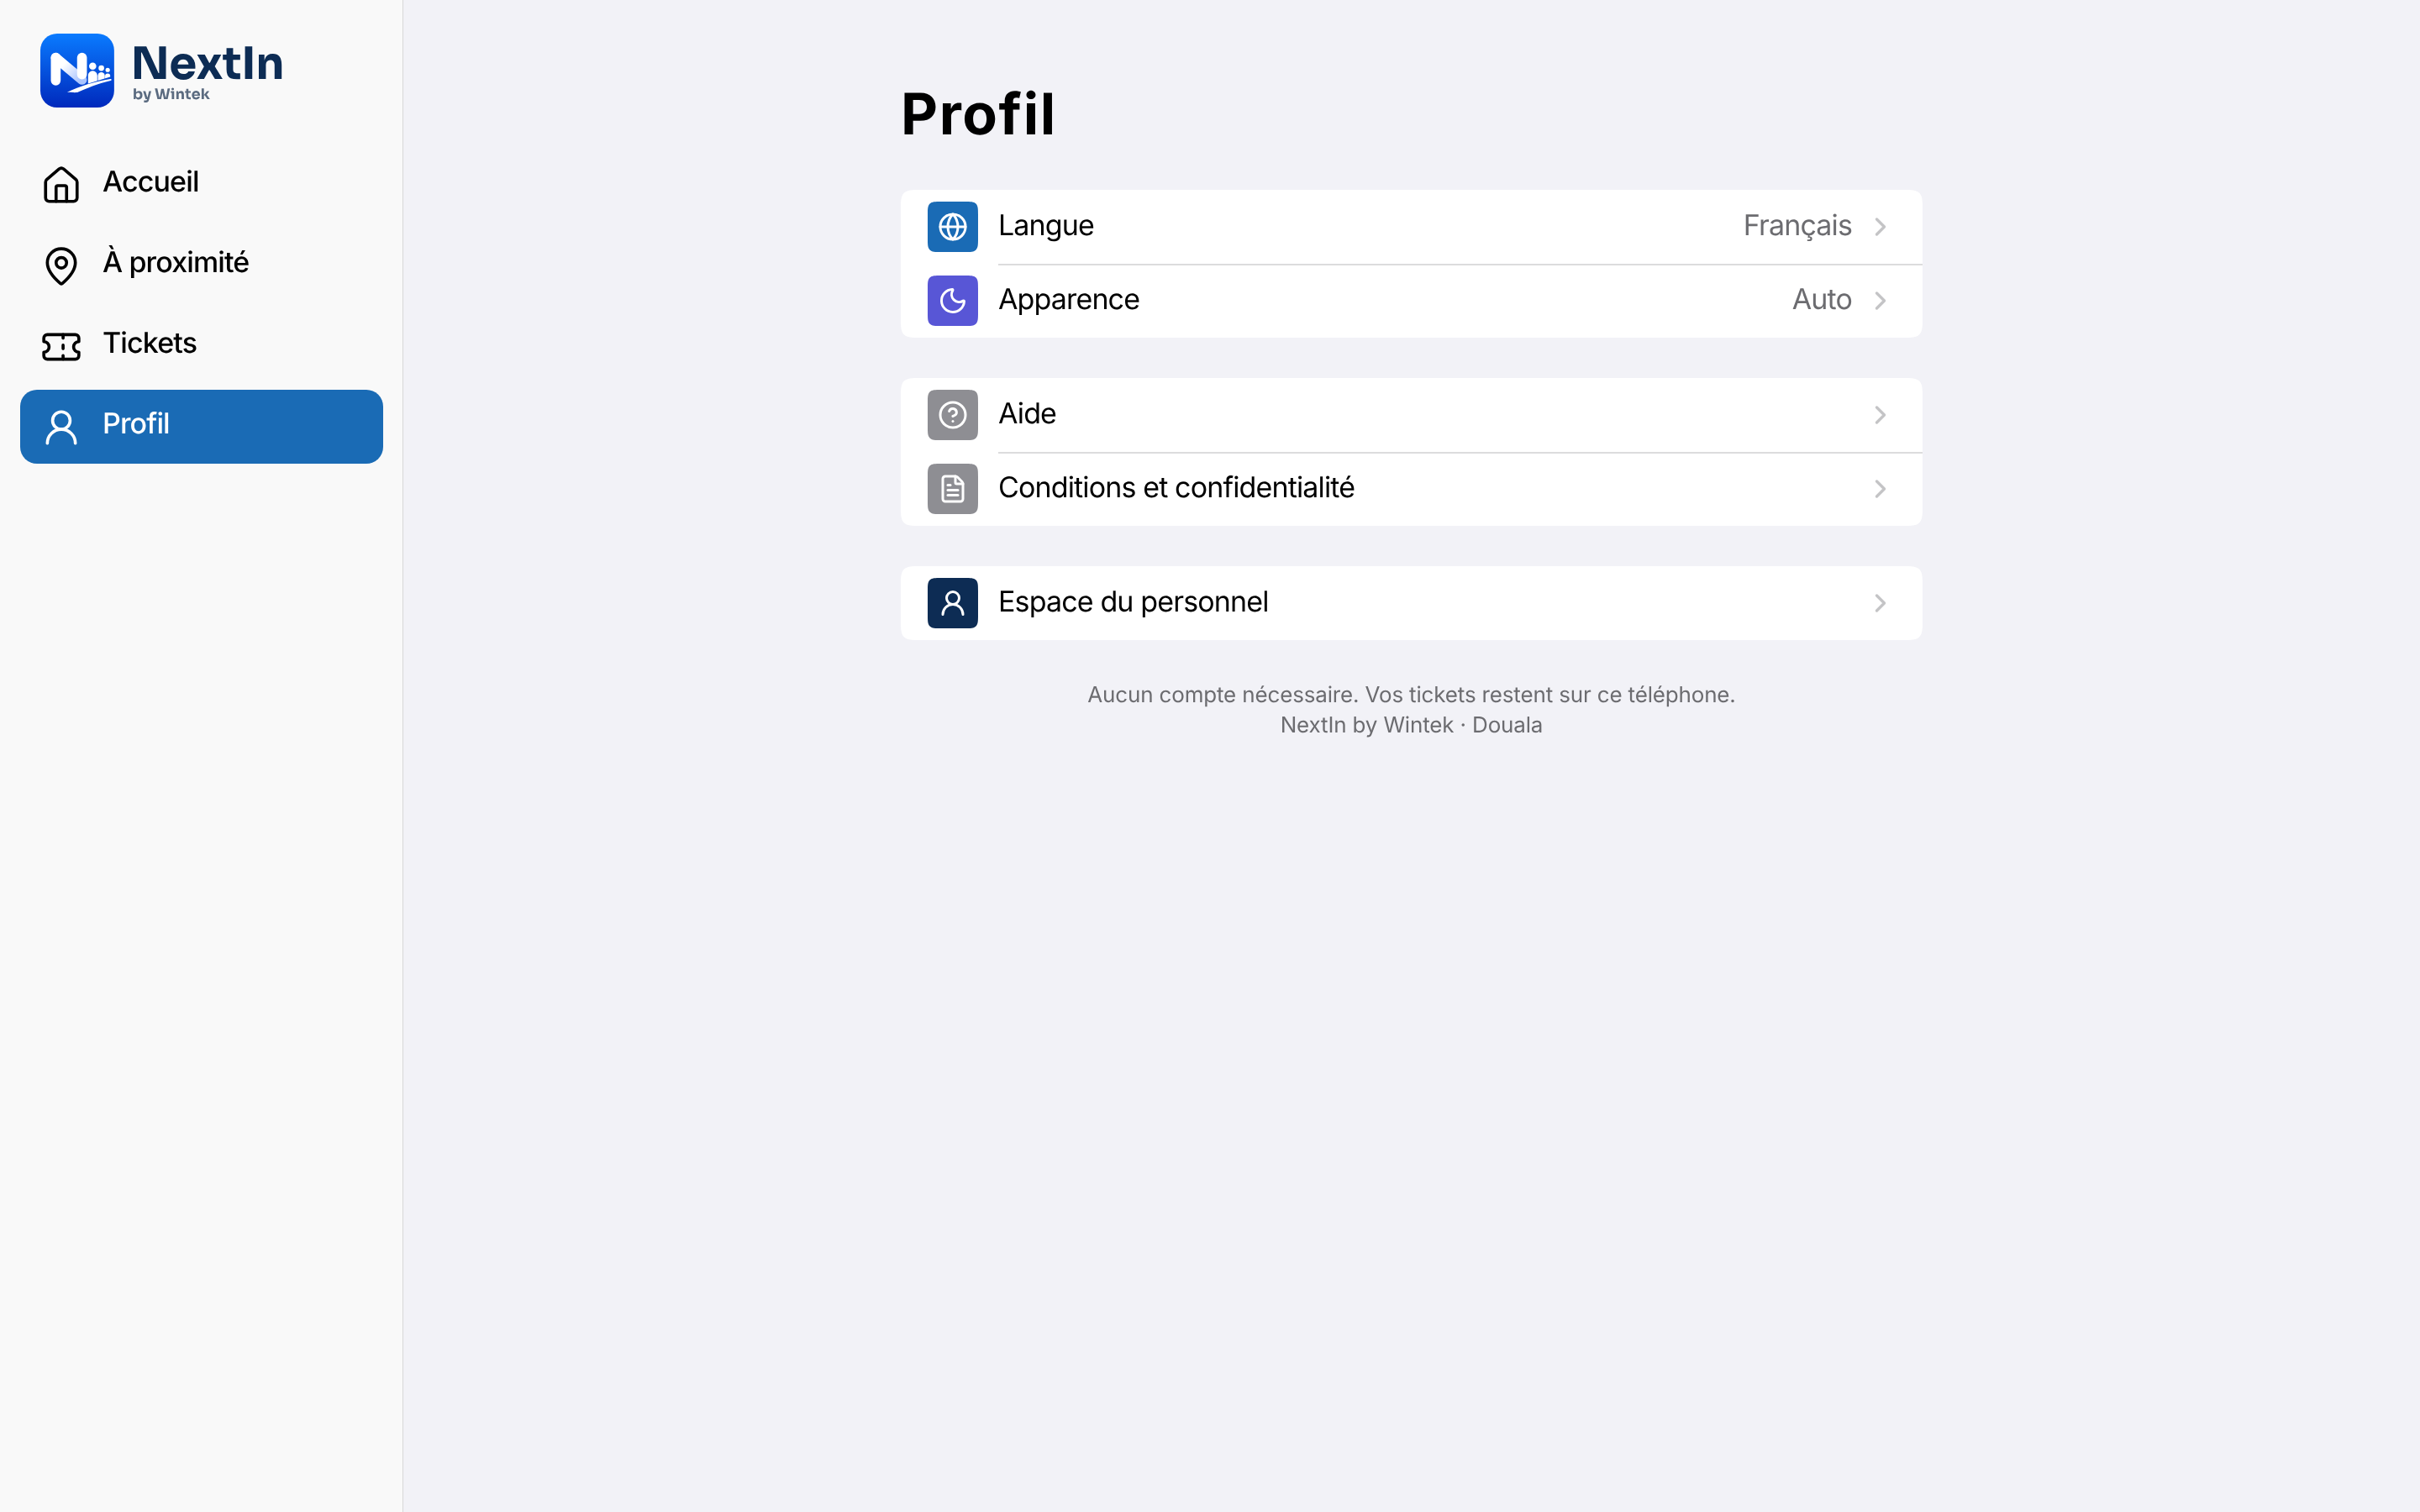 NextIn
by Wintek
Accueil
À proximité
Tickets
Profil
Profil
Langue Français
Apparence Auto
Aide
Conditions et confidentialité
Espace du personnel
Aucun compte nécessaire. Vos tickets restent sur ce téléphone.
NextIn by Wintek · Douala